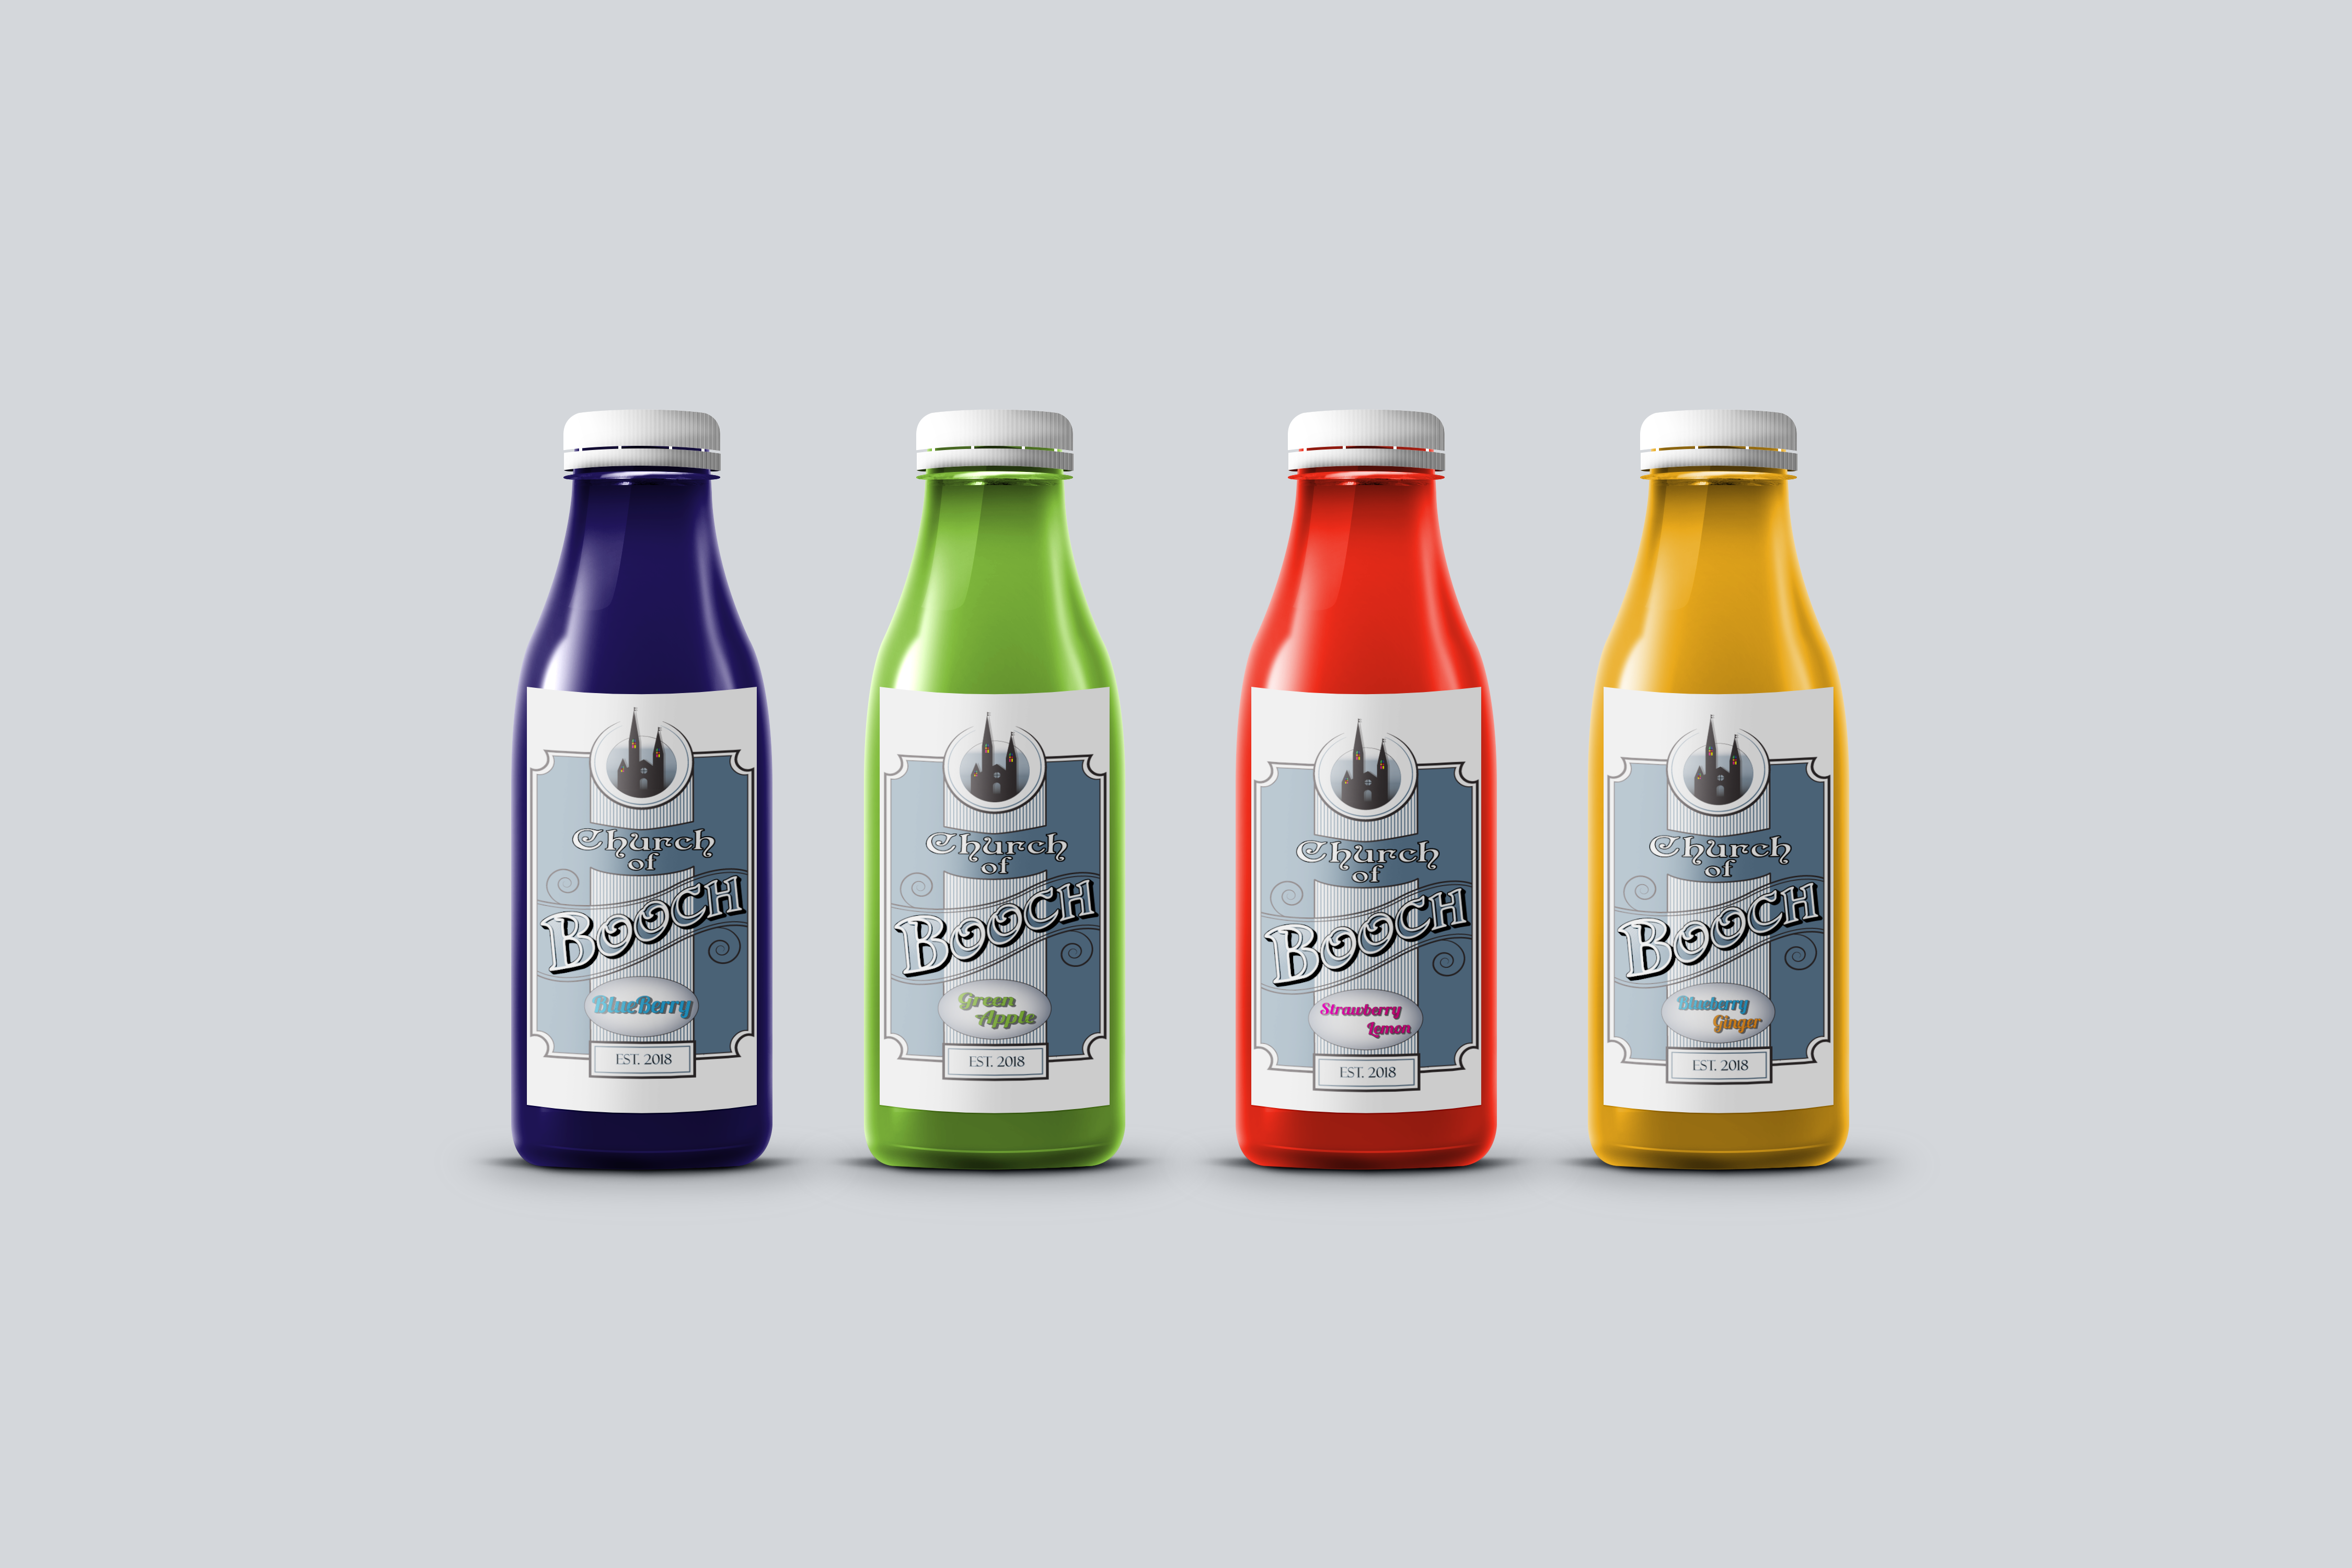 Church
of
BOOCH
BlueBerry
EST. 2018
Church
of
BOOCH
Green
Apple
EST. 2018
Church
of
BOOCH
Strawberry
Lemon
EST. 2018
Church
of
BOOCH
Blueberry
Ginger
EST. 2018